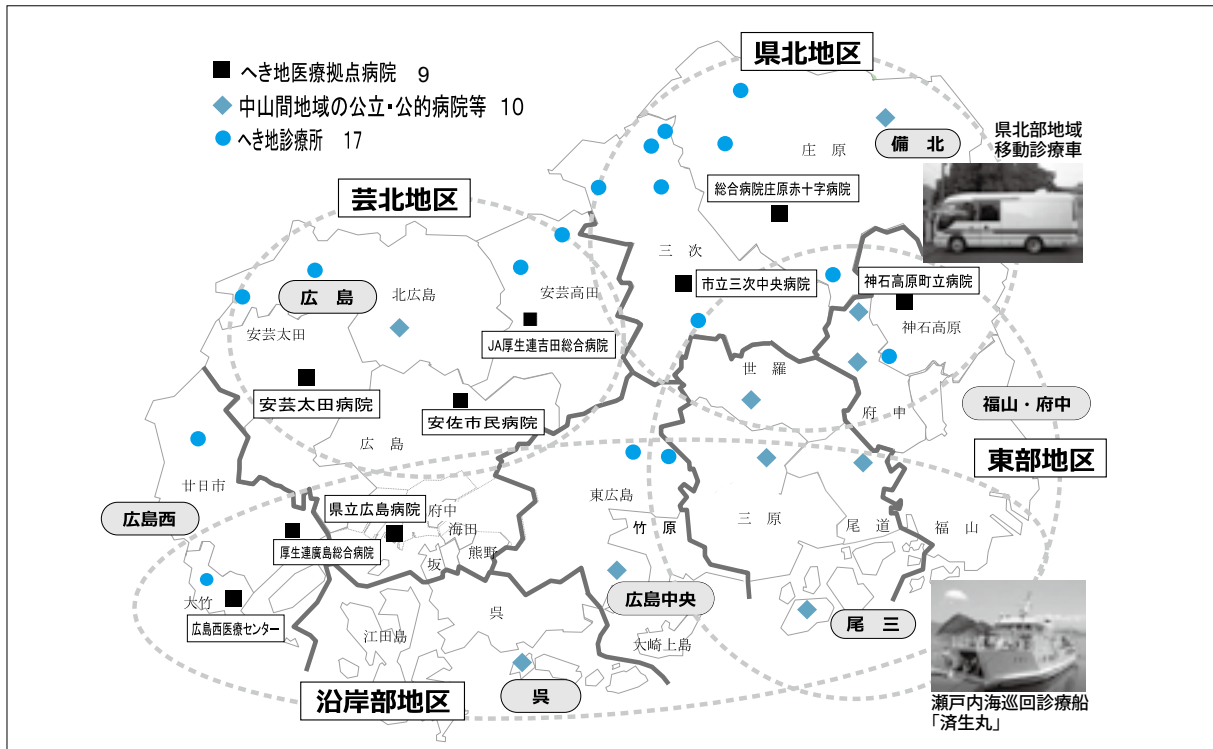 県北地区
へき地医療拠点病院 9
中山間地域の公立・公的病院等 10
へき地診療所 17
備北
県北部地域
移動診療車
庄原
総合病院庄原赤十字病院
芸北地区
三次
市立三次中央病院
神石高原町立病院
広島
北広島
安芸高田
神石高原
安芸太田
JA厚生連吉田総合病院
世羅
安芸太田病院
安佐市民病院
府中
福山・府中
広島
東部地区
廿日市
広島西
県立広島病院
府中
海田
厚生連廣島総合病院
坂
熊野
東広島
竹原
三原
尾道
福山
大竹
広島西医療センター
広島中央
尾三
呉
江田島
大崎上島
沿岸部地区
呉
瀬戸内海巡回診療船
「済生丸」